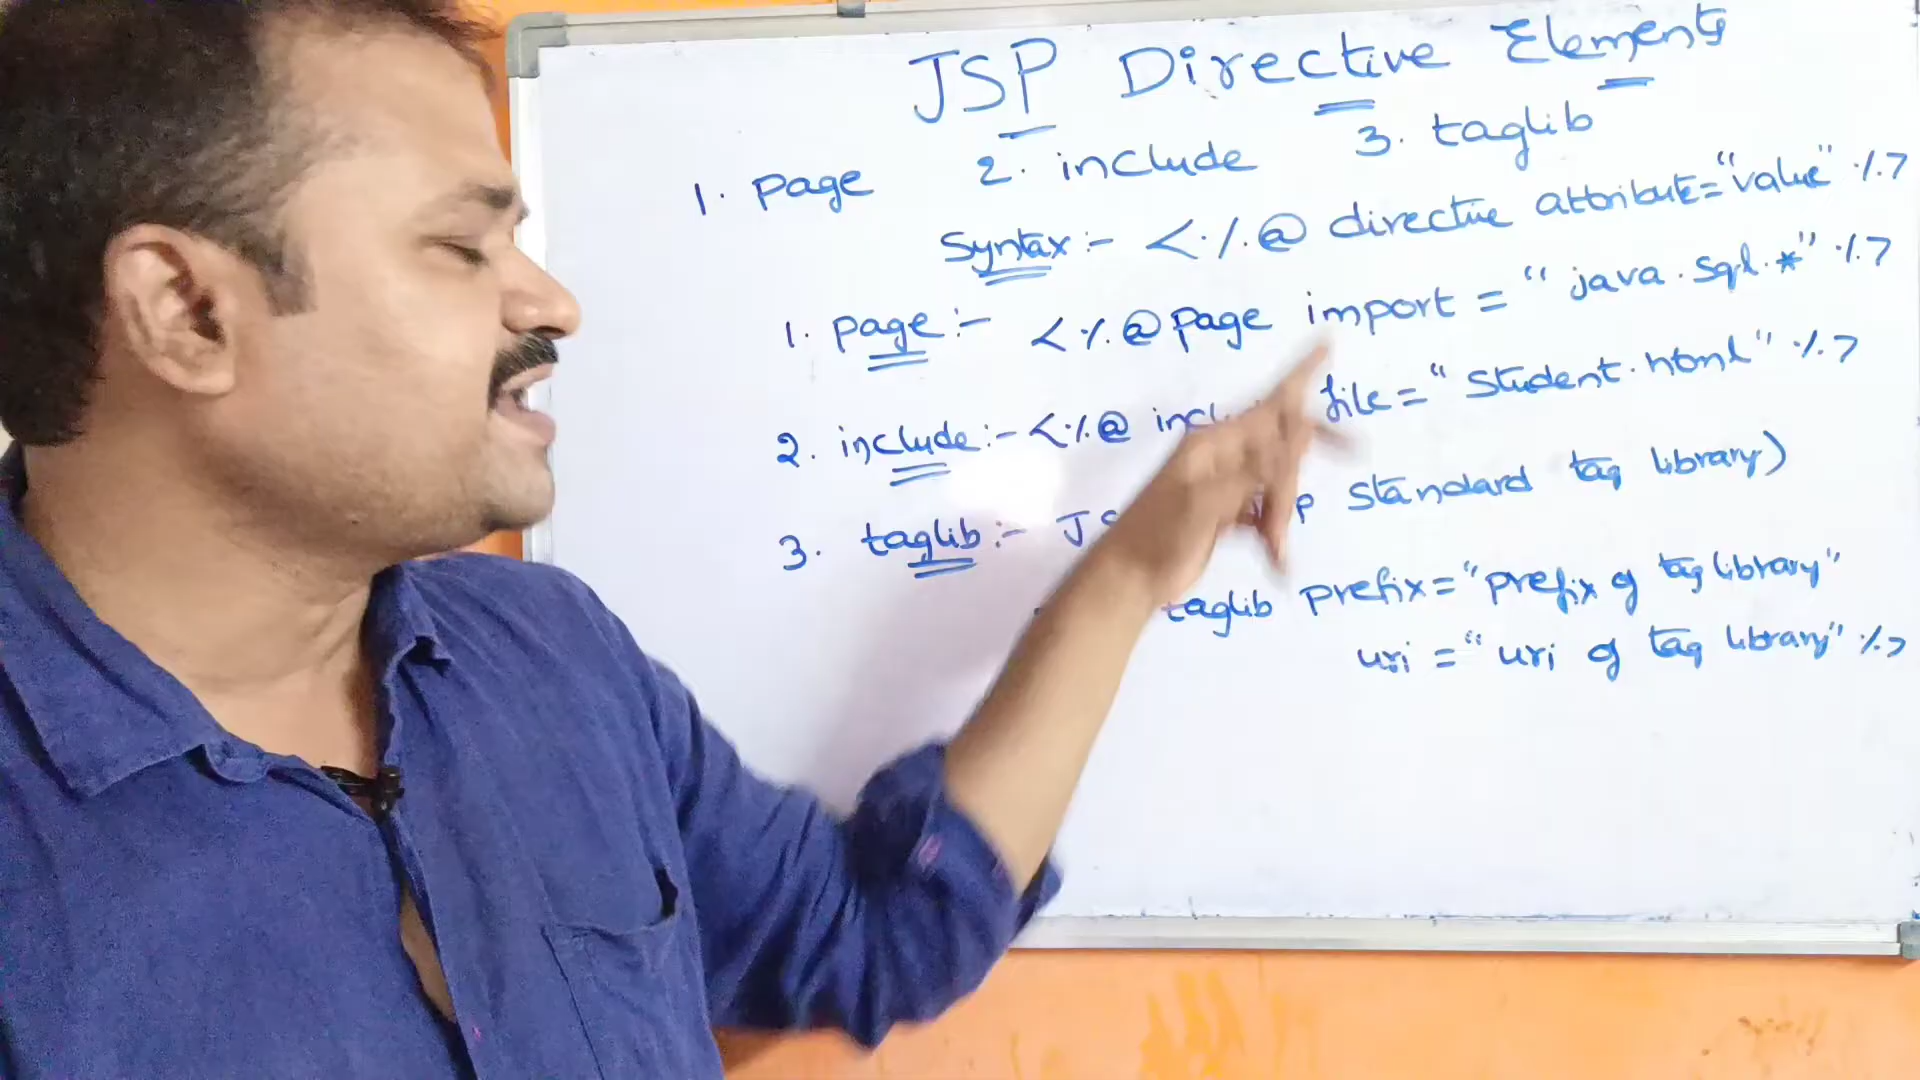 JSP Directive Elements
1. Page 2. include 3. taglib
Syntax :- <%@ directive attribute="value" %>
1. page :- <%@ page import = "java.sql.*" %>
2. include :- <%@ file = "Student.html" %>
3. taglib :- Standard tag library)
taglib prefix = "prefix of tag library"
uri = "uri of tag library" %>